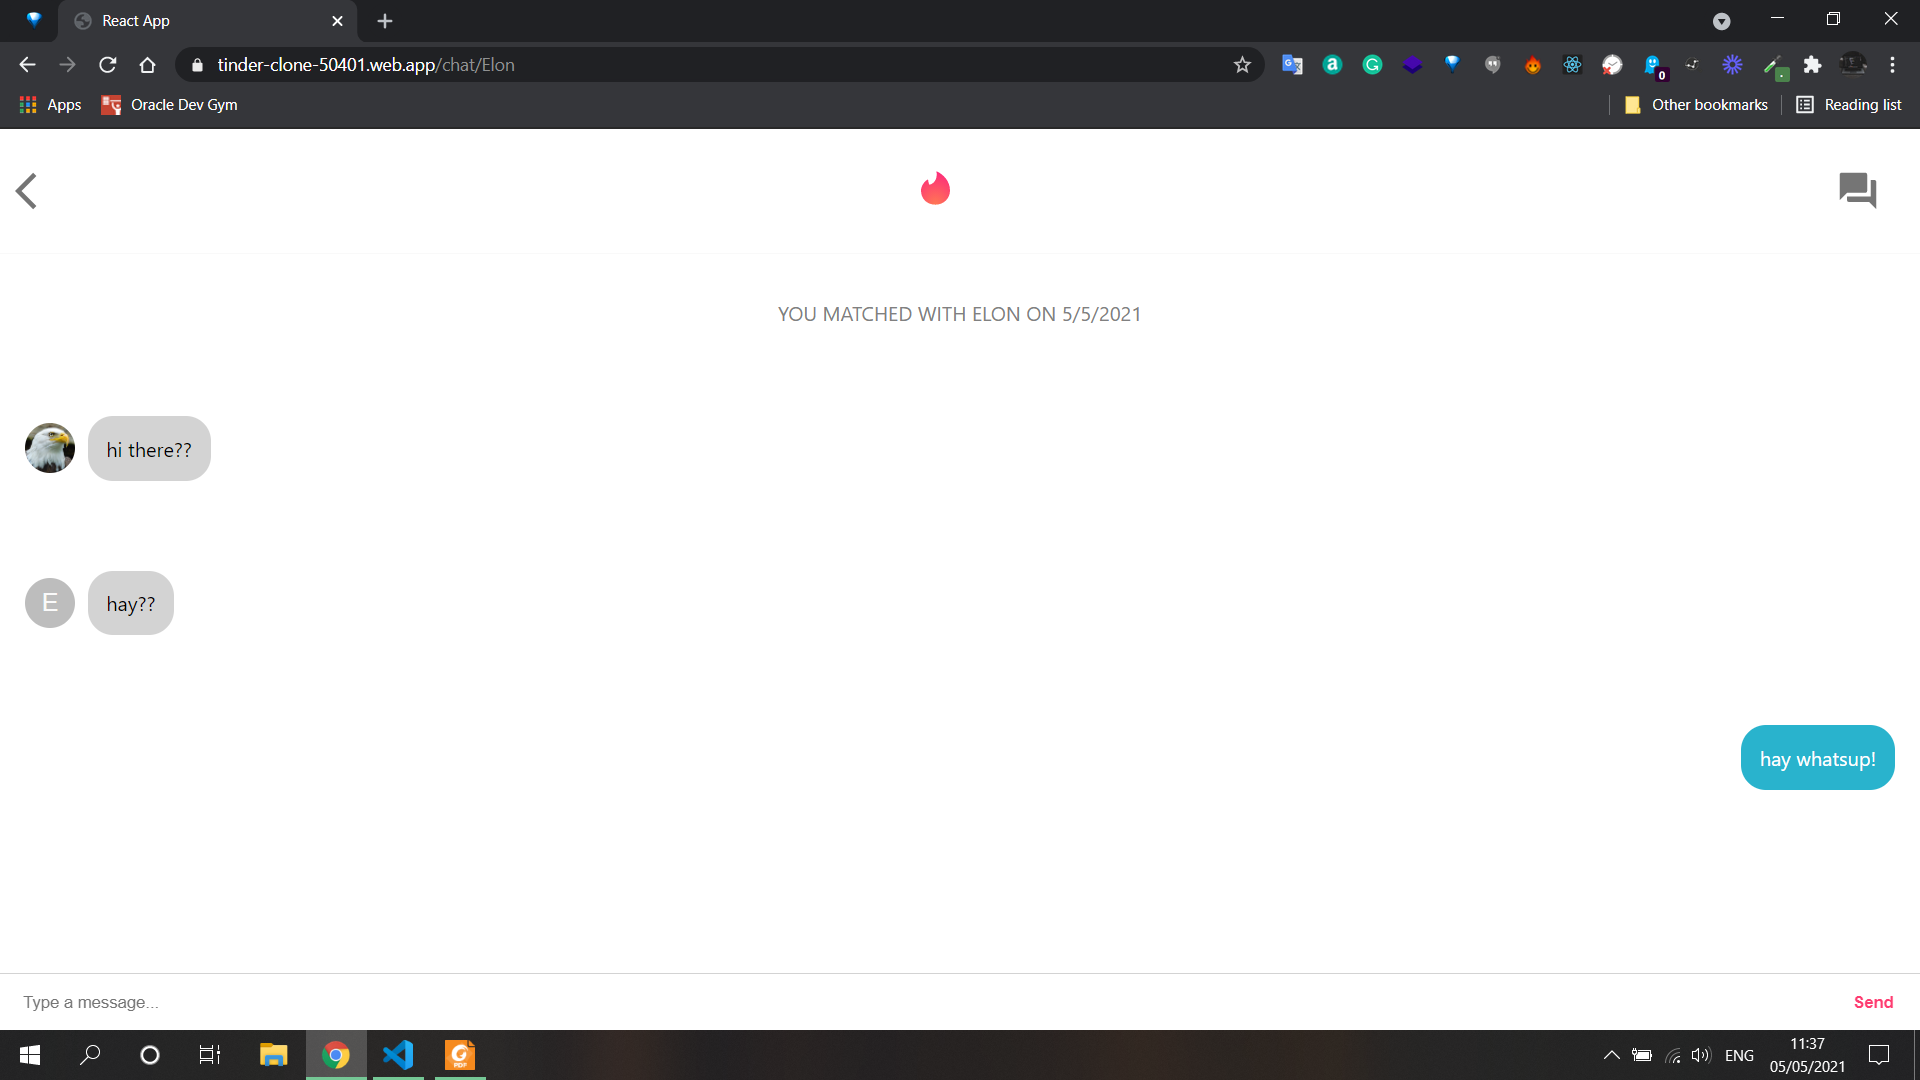 React App
tinder-clone-50401.web.app/chat/Elon
0
Apps
Oracle Dev Gym
Other bookmarks
Reading list
YOU MATCHED WITH ELON ON 5/5/2021
hi there??
E
hay??
hay whatsup!
Type a message...
Send
PDF
ENG
11:37
05/05/2021